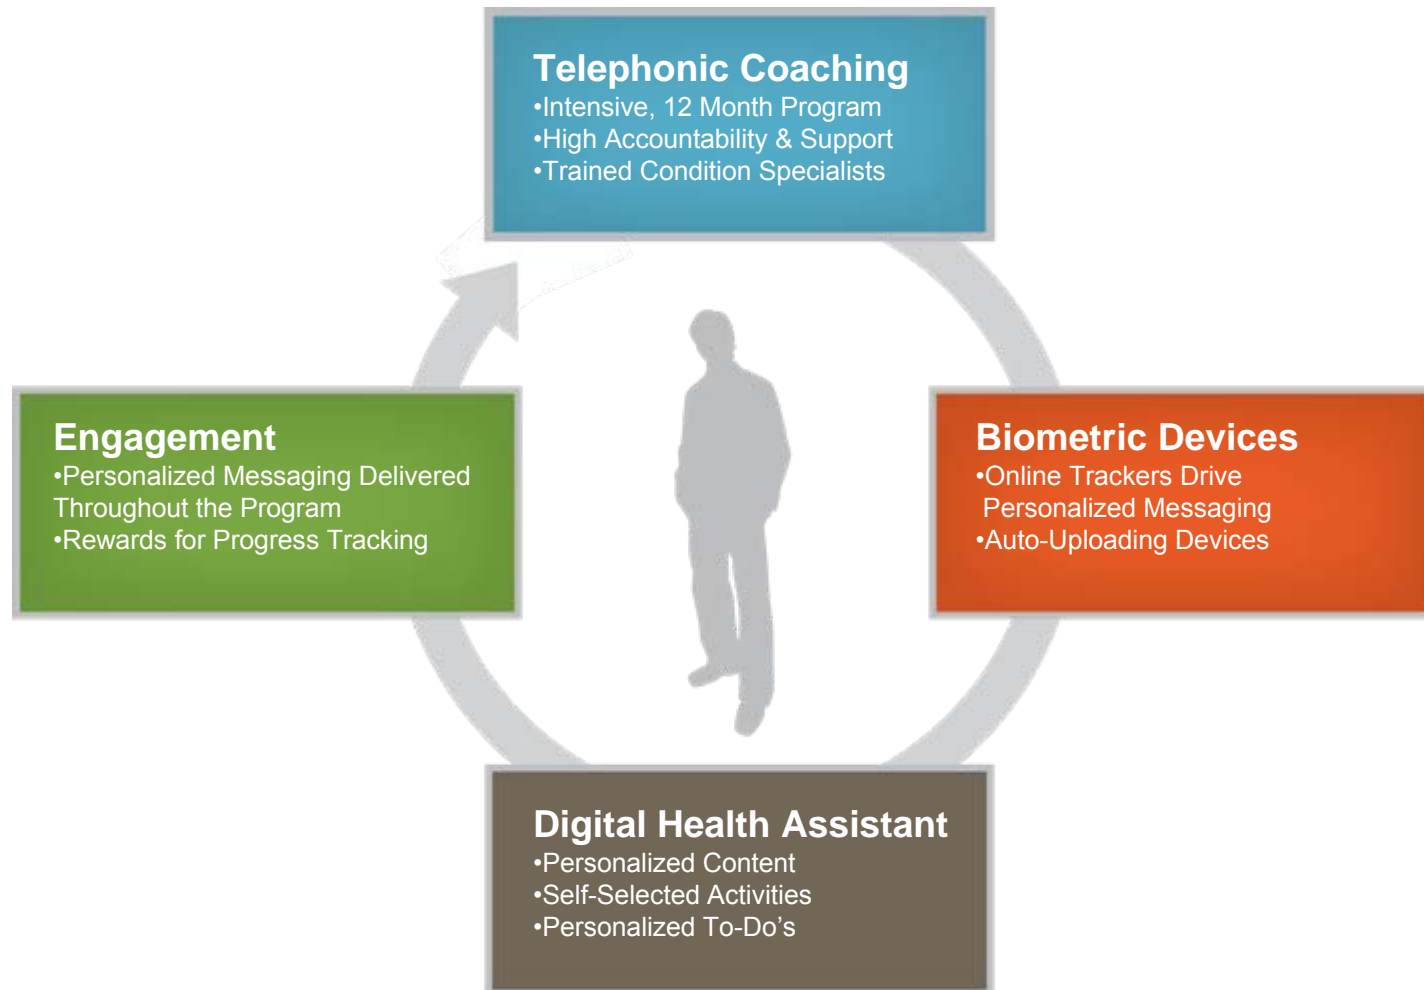 Telephonic Coaching
•Intensive, 12 Month Program
•High Accountability & Support
•Trained Condition Specialists
Engagement
•Personalized Messaging Delivered
Throughout the Program
•Rewards for Progress Tracking
Biometric Devices
•Online Trackers Drive
Personalized Messaging
•Auto-Uploading Devices
Digital Health Assistant
•Personalized Content
•Self-Selected Activities
•Personalized To-Do’s